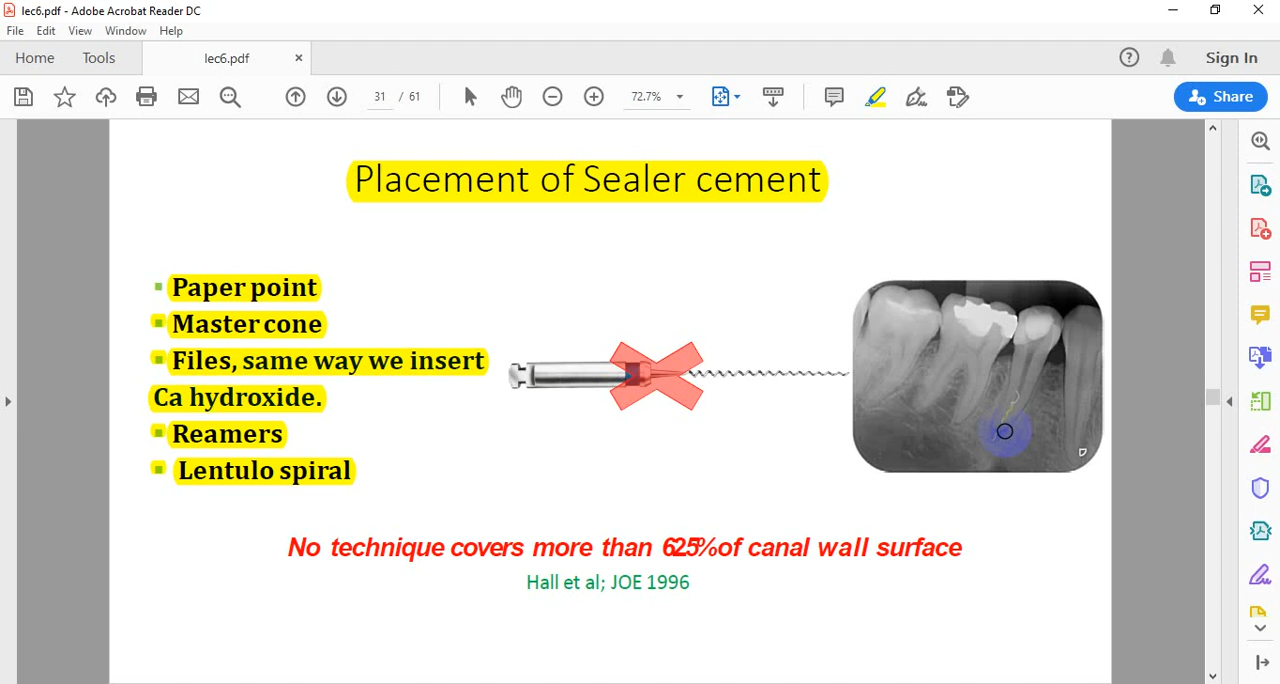 lec6.pdf - Adobe Acrobat Reader DC
File Edit View Window Help
Home Tools lec6.pdf × Sign In
31 / 61 72.7% Share
Placement of Sealer cement
Paper point
Master cone
Files, same way we insert
Ca hydroxide.
Reamers
Lentulo spiral
No technique covers more than of canal wall surface
Hall et al; JOE 1996
D